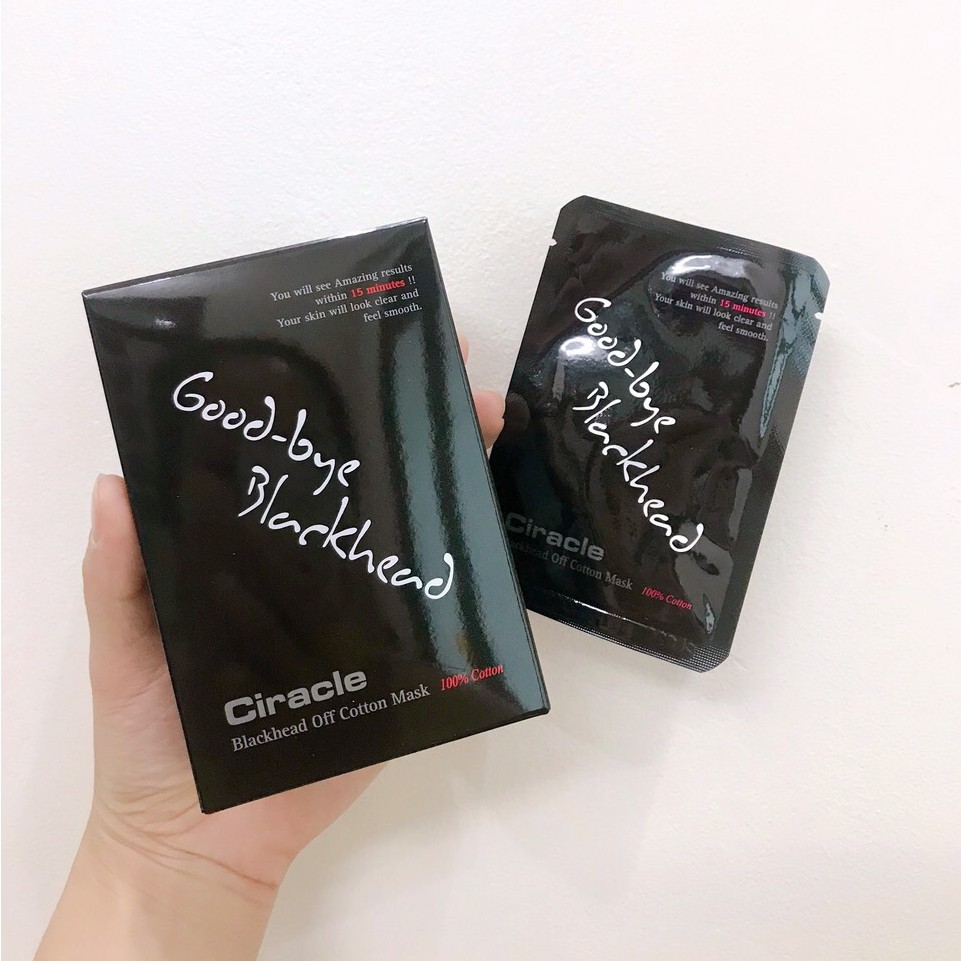 You will see Amazing results
within 15 minutes !!
Your skin will look clear and
feel smooth.
Good-bye
Blackhead
Ciracle
Blackhead Off Cotton Mask 100% Cotton
You will see Amazing results
within 15 minutes !!
Your skin will look clear and
feel smooth.
Good-bye
Blackhead
Ciracle
Blackhead Off Cotton Mask 100% Cotton